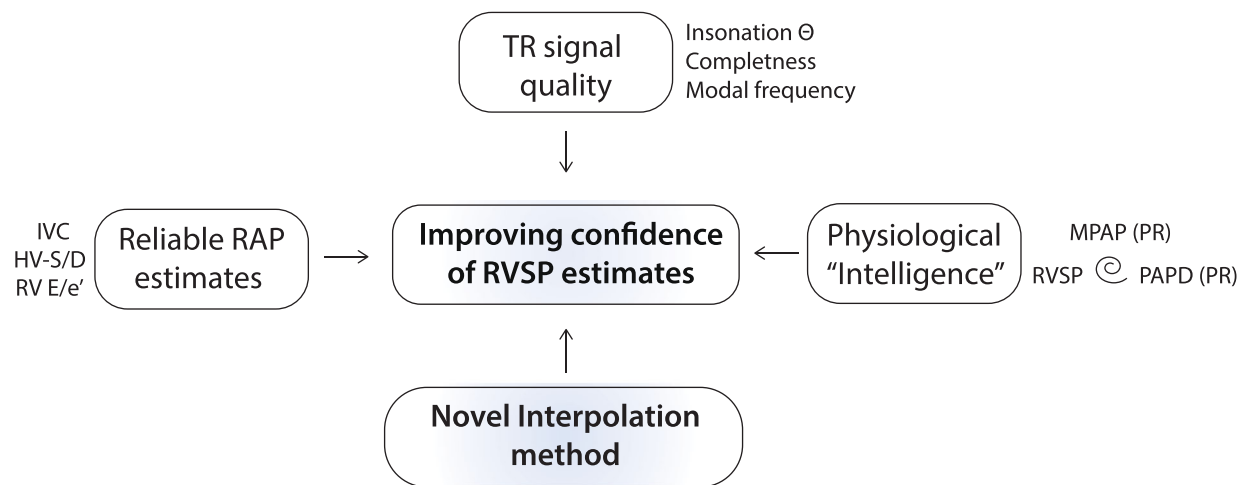 TR signal
quality
Insonation Θ
Completness
Modal frequency
IVC
HV-S/D
RV E/e’
Reliable RAP
estimates
Improving confidence
of RVSP estimates
Physiological
“Intelligence”
MPAP (PR)
RVSP PAPD (PR)
Novel Interpolation
method